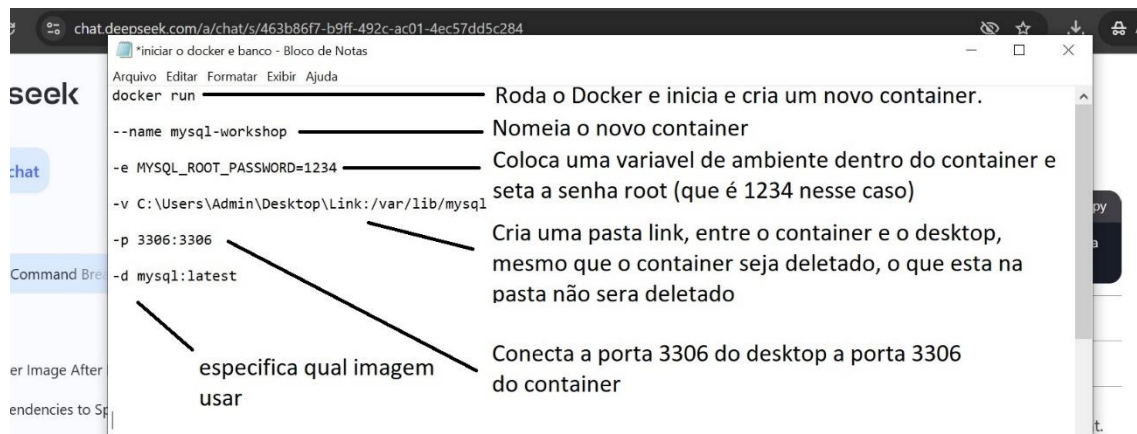 chat.deepseek.com/a/chat/s/463b86f7-b9ff-492c-ac01-4ec57dd5c284
*iniciar o docker e banco - Bloco de Notas
Arquivo Editar Formatar Exibir Ajuda
seek
docker run
Roda o Docker e inicia e cria um novo container.
--name mysql-workshop
Nomeia o novo container
chat
-e MYSQL_ROOT_PASSWORD=1234
Coloca uma variavel de ambiente dentro do container e
seta a senha root (que é 1234 nesse caso)
-v C:\Users\Admin\Desktop\Link:/var/lib/mysql
py
Cria uma pasta link, entre o container e o desktop,
mesmo que o container seja deletado, o que esta na
pasta não sera deletado
-p 3306:3306
a
Command Bre
-d mysql:latest
Conecta a porta 3306 do desktop a porta 3306
do container
especifica qual imagem
usar
er Image After
endencies to Sp
t.